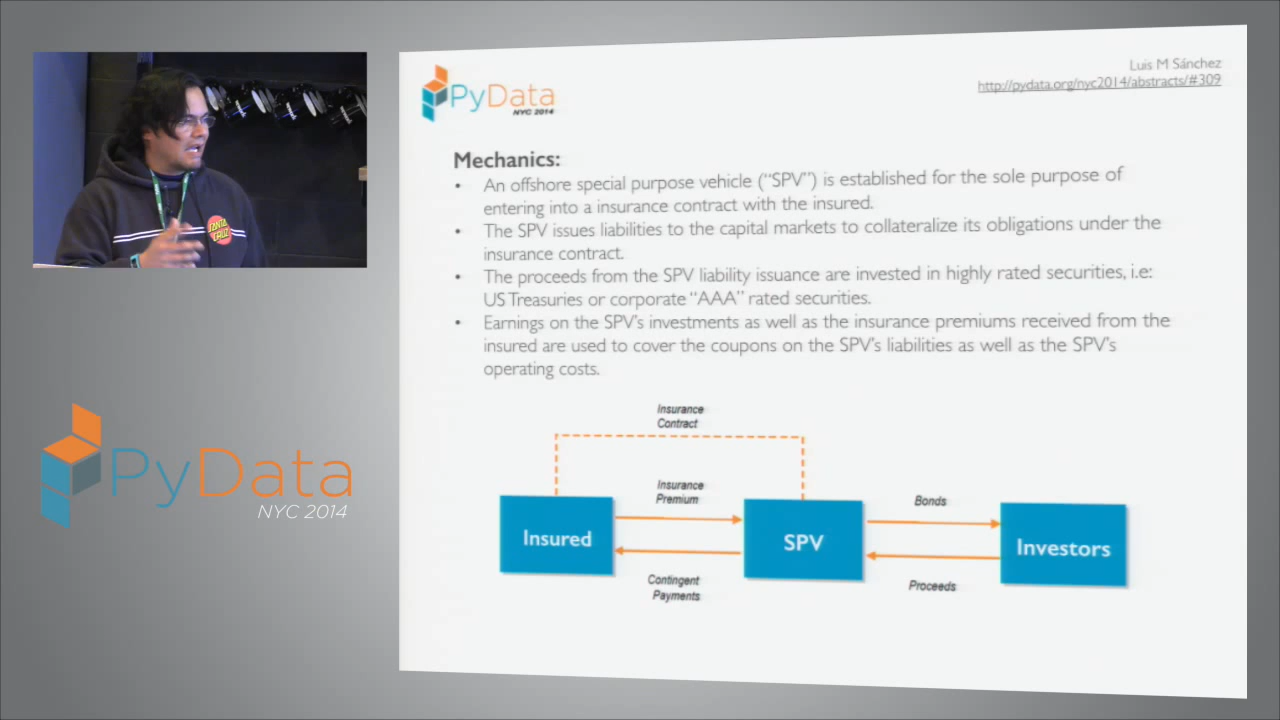 SANTA
CRUZ
PyData
NYC 2014
PyData
NYC 2014
Luis M Sánchez
http://pydata.org/nyc2014/abstracts/#309
Mechanics:
• An offshore special purpose vehicle (“SPV”) is established for the sole purpose of
entering into a insurance contract with the insured.
• The SPV issues liabilities to the capital markets to collateralize its obligations under the
insurance contract.
• The proceeds from the SPV liability issuance are invested in highly rated securities, i.e:
US Treasuries or corporate “AAA” rated securities.
• Earnings on the SPV’s investments as well as the insurance premiums received from the
insured are used to cover the coupons on the SPV’s liabilities as well as the SPV’s
operating costs.
Insurance
Contract
Insurance
Premium
Bonds
Insured
SPV
Investors
Contingent
Payments
Proceeds